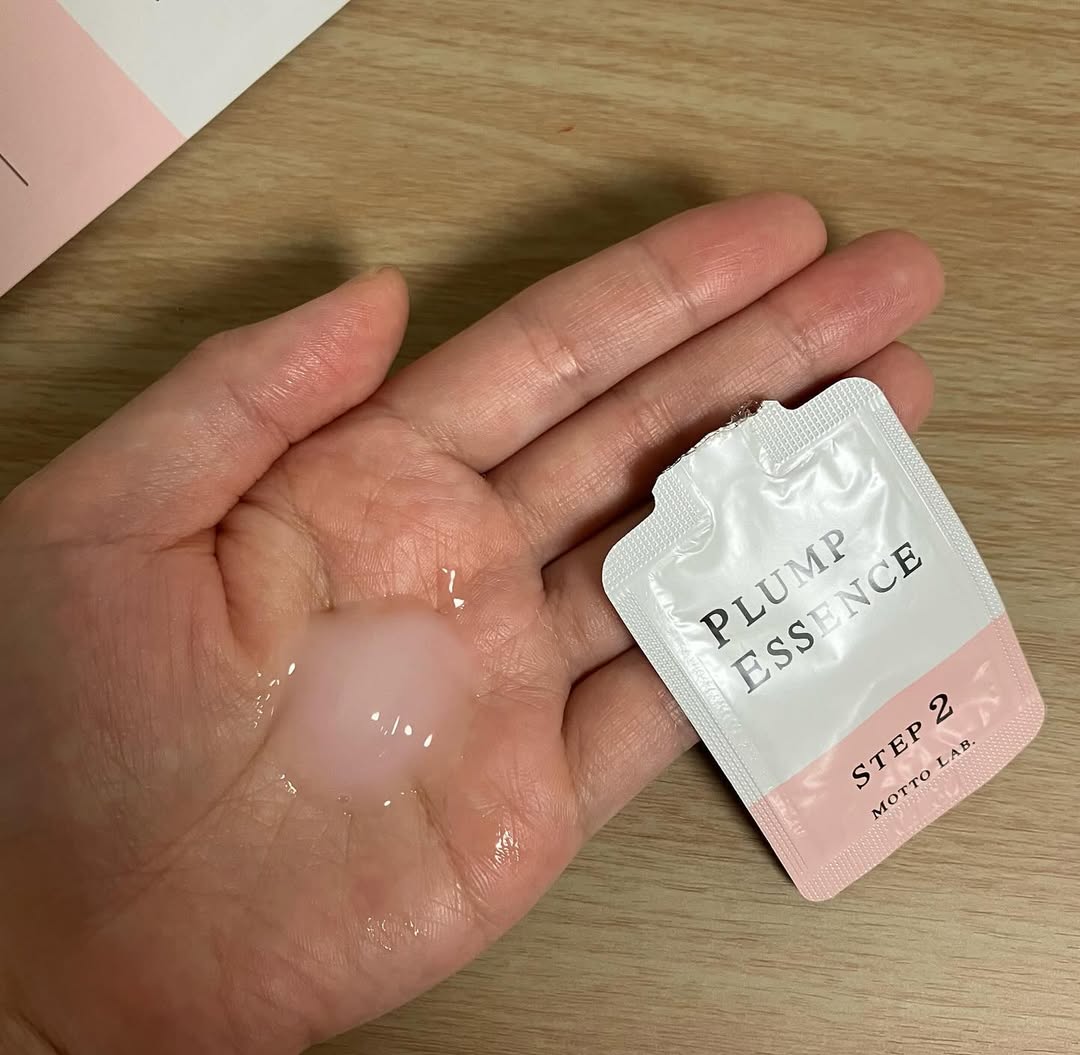 PLUMP
ESSENCE
STEP 2
MOTTO LAB.